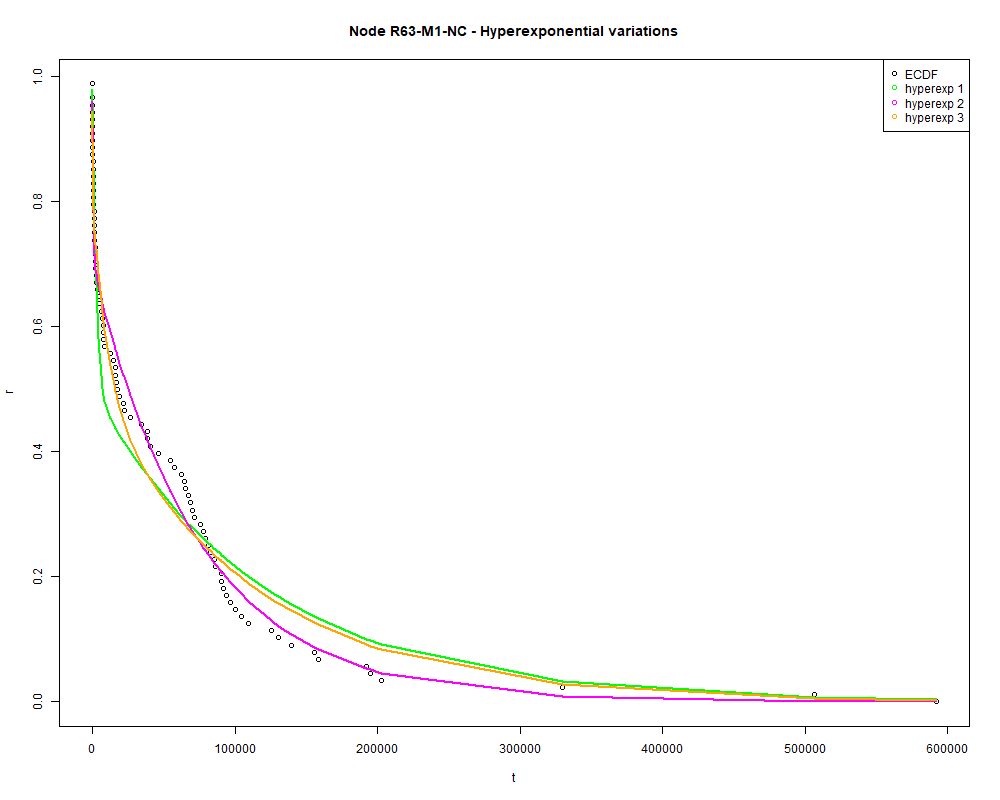 Node R63-M1-NC - Hyperexponential variations
ECDF
hyperexp 1
hyperexp 2
hyperexp 3
1.0
0.8
0.6
0.4
0.2
0.0
r
0 100000 200000 300000 400000 500000 600000
t